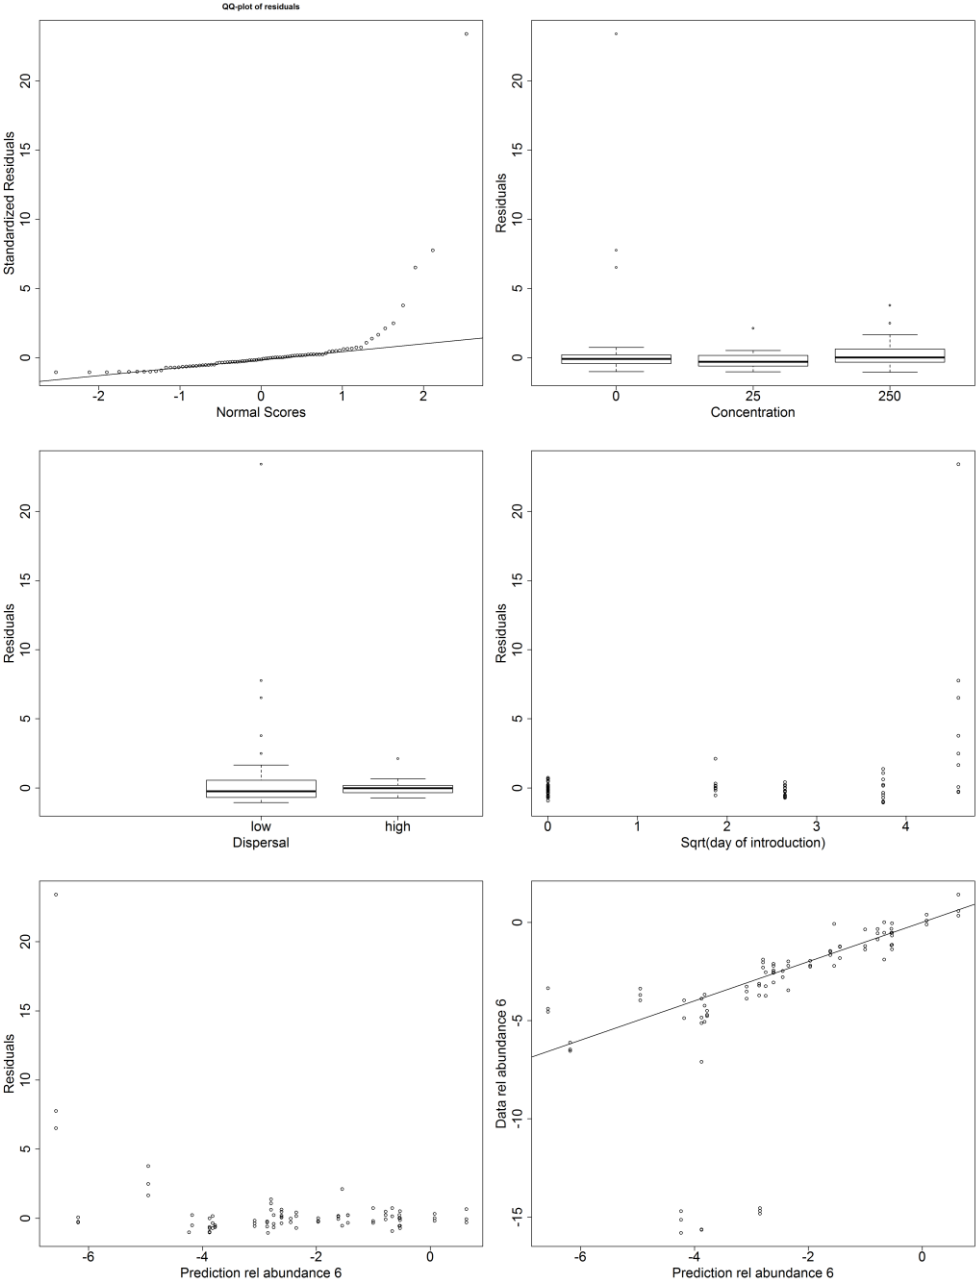 QQ-plot of residuals
Standardized Residuals
0 5 10 15 20
-2 -1 0 1 2
Normal Scores
Residuals
0 5 10 15 20
0 25 250
Concentration
Residuals
0 5 10 15 20
low high
Dispersal
Residuals
0 5 10 15 20
0 1 2 3 4
Sqrt(day of introduction)
Residuals
0 5 10 15 20
-6 -4 -2 0
Prediction rel abundance 6
Data rel abundance 6
-15 -10 -5 0
-6 -4 -2 0
Prediction rel abundance 6